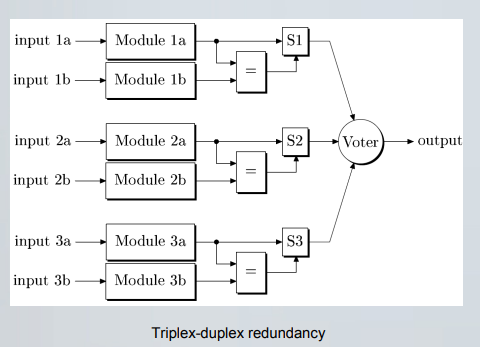 input 1a Module 1a S1
input 1b Module 1b =
input 2a Module 2a S2 Voter output
input 2b Module 2b =
input 3a Module 3a S3
input 3b Module 3b =
Triplex-duplex redundancy